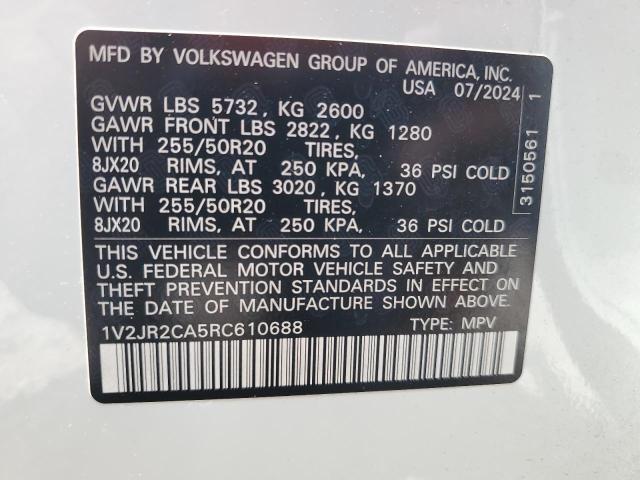 MFD BY VOLKSWAGEN GROUP OF AMERICA, INC.
USA 07/2024
GVWR LBS 5732, KG 2600
GAWR FRONT LBS 2822, KG 1280
WITH 255/50R20 TIRES,
8JX20 RIMS, AT 250 KPA, 36 PSI COLD
GAWR REAR LBS 3020, KG 1370
WITH 255/50R20 TIRES,
8JX20 RIMS, AT 250 KPA, 36 PSI COLD
THIS VEHICLE CONFORMS TO ALL APPLICABLE
U.S. FEDERAL MOTOR VEHICLE SAFETY AND
THEFT PREVENTION STANDARDS IN EFFECT ON
THE DATE OF MANUFACTURE SHOWN ABOVE.
1V2JR2CA5RC610688 TYPE: MPV
3150561 1